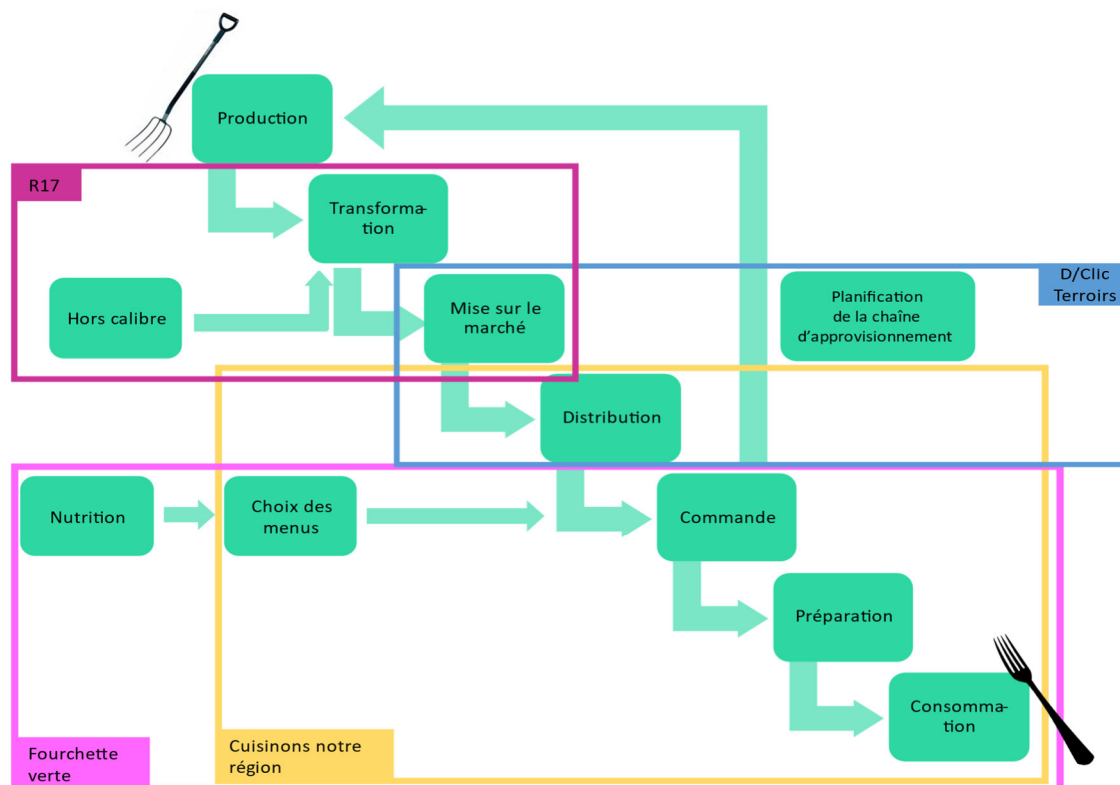 Production
R17
Transforma-
tion
D/Clic
Terroirs
Hors calibre
Mise sur le
marché
Planification
de la chaîne
d'approvisionnement
Distribution
Nutrition
Choix des
menus
Commande
Préparation
Consomma-
tion
Fourchette
verte
Cuisinons notre
région